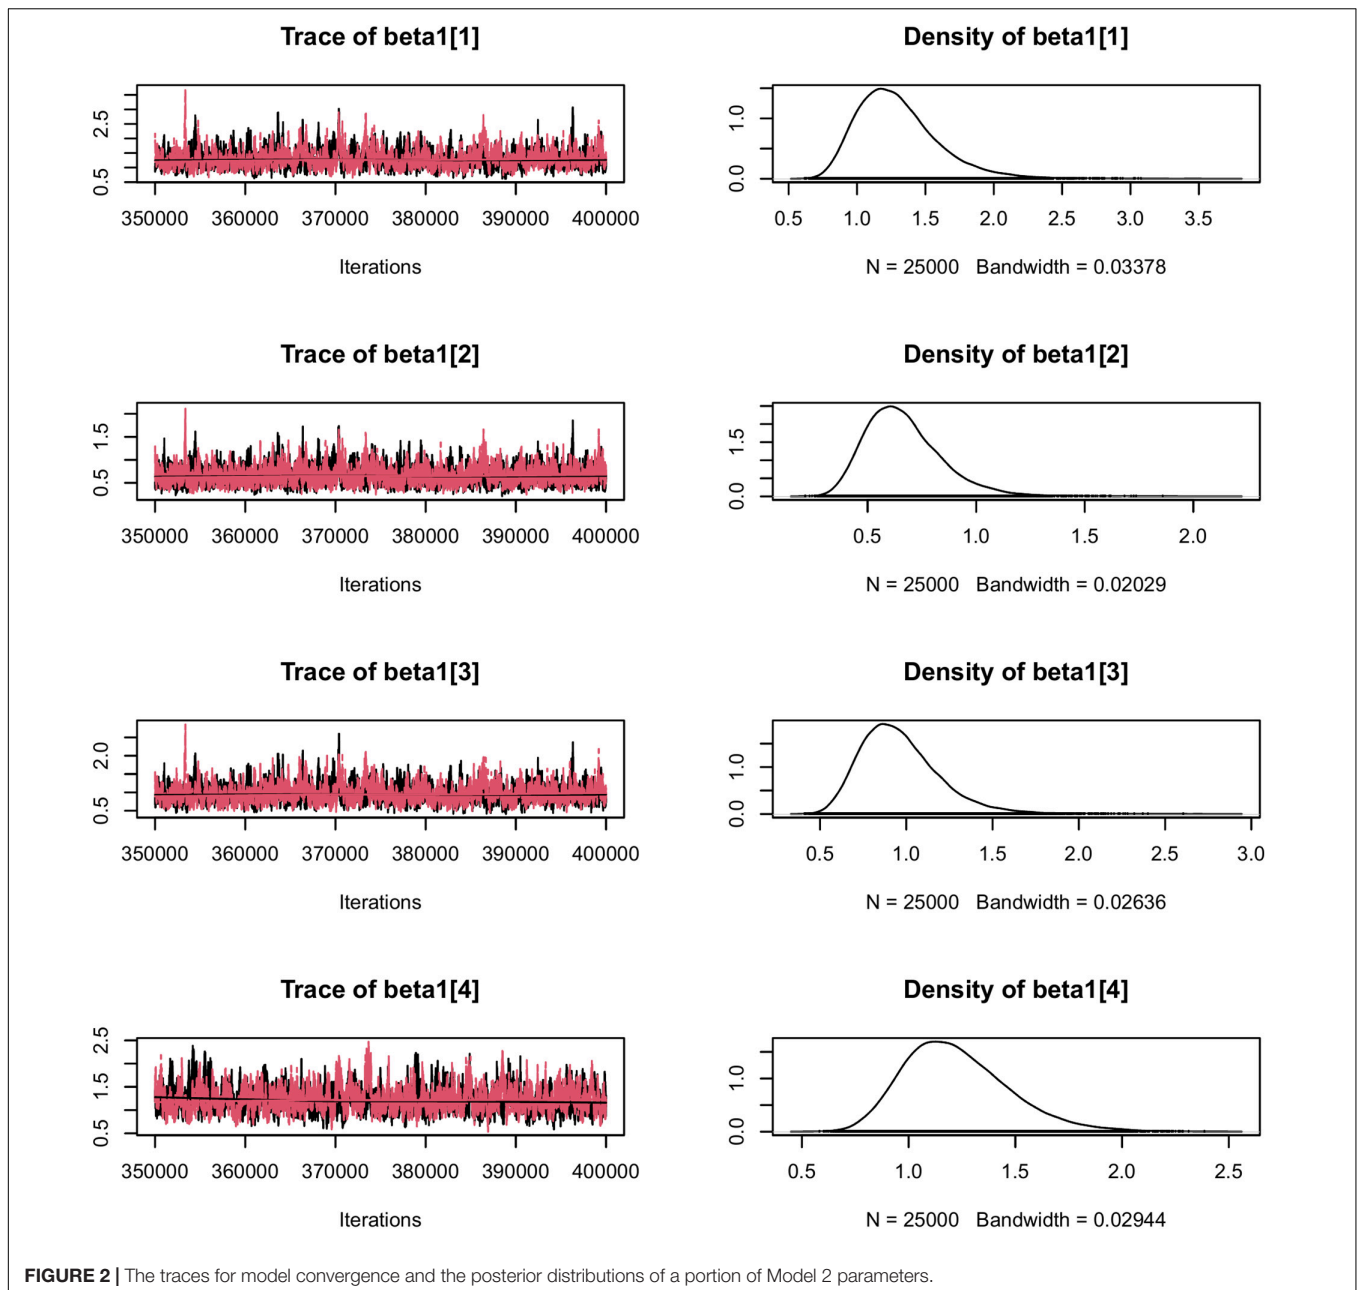 Trace of beta1[1]
Density of beta1[1]
0.5 2.5
350000 360000 370000 380000 390000 400000
Iterations
0.0 1.0
0.5 1.0 1.5 2.0 2.5 3.0 3.5
N = 25000 Bandwidth = 0.03378
Trace of beta1[2]
Density of beta1[2]
0.5 1.5
350000 360000 370000 380000 390000 400000
Iterations
0.0 1.5
0.5 1.0 1.5 2.0
N = 25000 Bandwidth = 0.02029
Trace of beta1[3]
Density of beta1[3]
0.5 2.0
350000 360000 370000 380000 390000 400000
Iterations
0.0 1.0
0.5 1.0 1.5 2.0 2.5 3.0
N = 25000 Bandwidth = 0.02636
Trace of beta1[4]
Density of beta1[4]
0.5 1.5 2.5
350000 360000 370000 380000 390000 400000
Iterations
0.0 1.0
0.5 1.0 1.5 2.0 2.5
N = 25000 Bandwidth = 0.02944
FIGURE 2 | The traces for model convergence and the posterior distributions of a portion of Model 2 parameters.